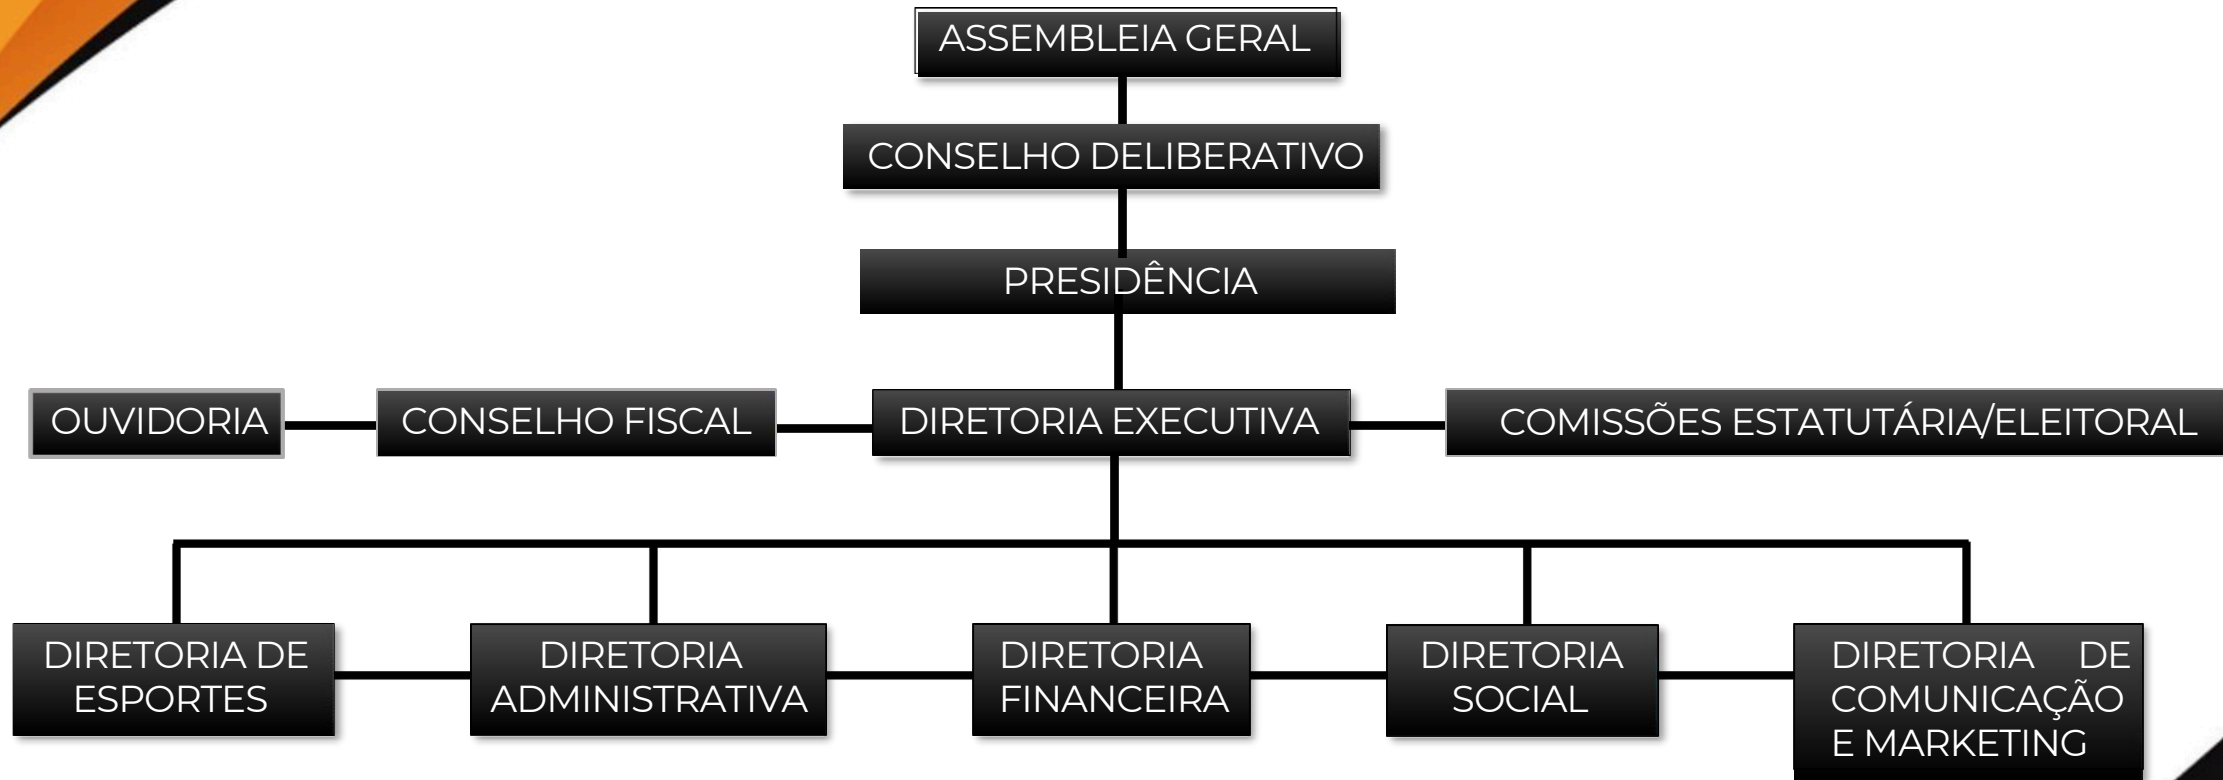 ASSEMBLEIA GERAL
CONSELHO DELIBERATIVO
PRESIDÊNCIA
OUVIDORIA
CONSELHO FISCAL
DIRETORIA EXECUTIVA
COMISSÕES ESTATUTÁRIA/ELEITORAL
DIRETORIA DE
ESPORTES
DIRETORIA
ADMINISTRATIVA
DIRETORIA
FINANCEIRA
DIRETORIA
SOCIAL
DIRETORIA DE
COMUNICAÇÃO
E MARKETING